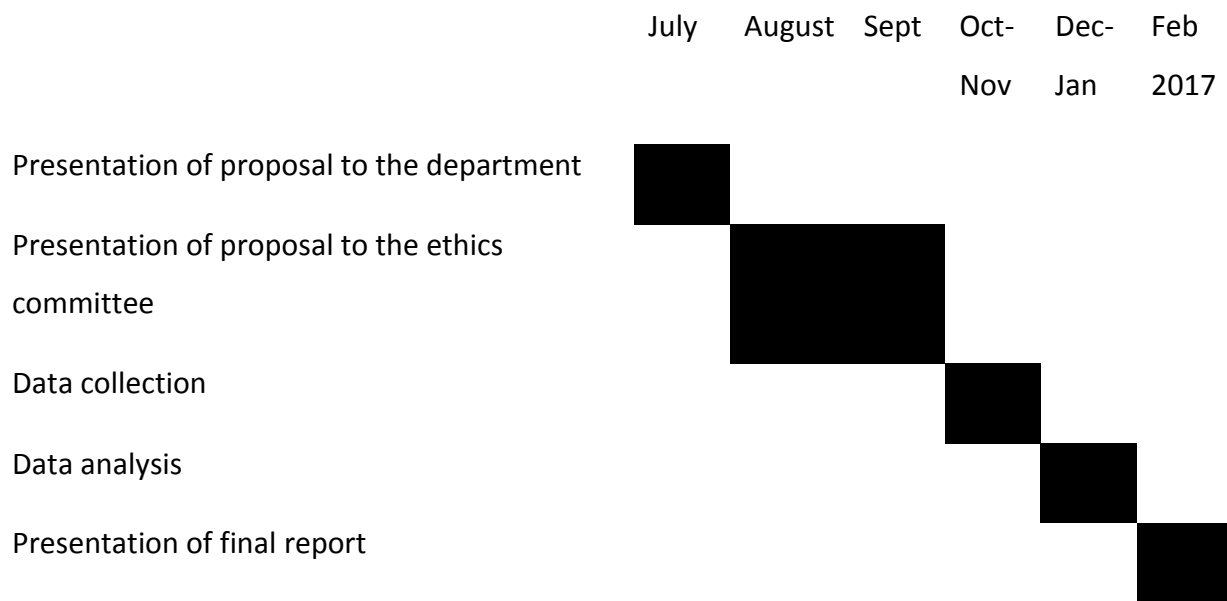 July August Sept Oct- Dec- Feb
Nov Jan 2017
Presentation of proposal to the department
Presentation of proposal to the ethics
committee
Data collection
Data analysis
Presentation of final report